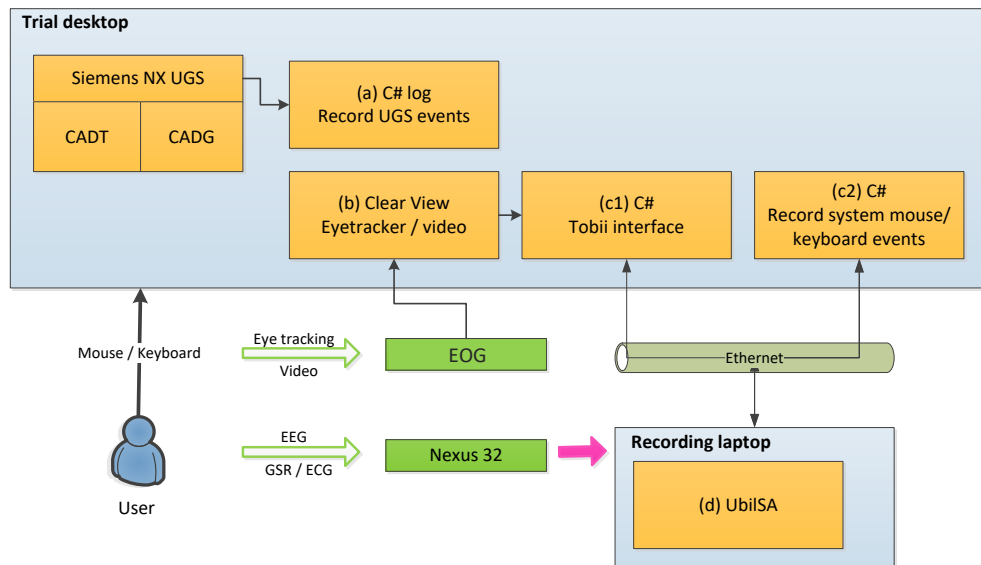 Trial desktop
Siemens NX UGS
CADT
CADG
(a) C# log
Record UGS events
(b) Clear View
Eyetracker / video
(c1) C#
Tobii interface
(c2) C#
Record system mouse/
keyboard events
Mouse / Keyboard
Eye tracking
Video
EOG
Ethernet
EEG
GSR / ECG
Nexus 32
User
Recording laptop
(d) UbilSA